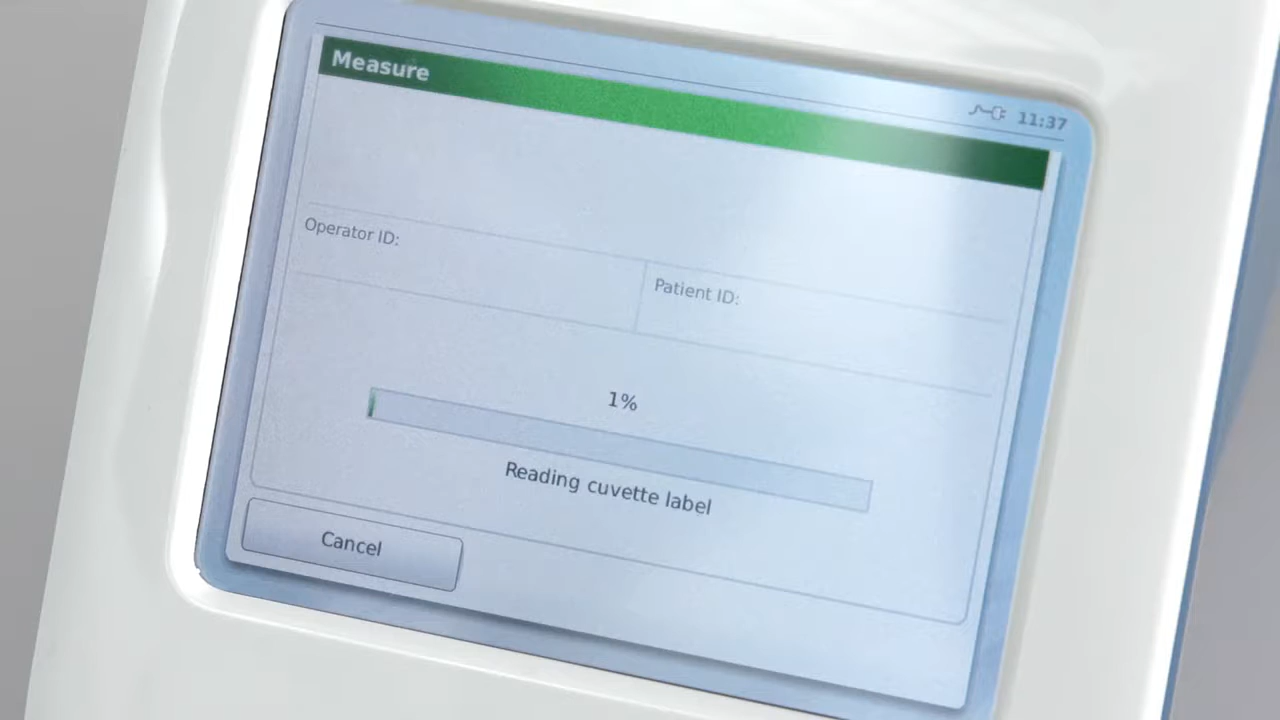 11:37
Measure
Operator ID:
Patient ID:
1%
Reading cuvette label
Cancel